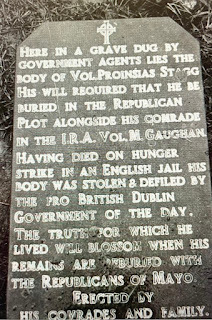 HERE IN A GRAVE DUG BY
GOVERNMENT AGENTS LIES THE
BODY OF VOL. PROINSIAS STAGG
HIS WILL REQUIRED THAT HE BE
BURIED IN THE REPUBLICAN
PLOT ALONGSIDE HIS COMRADE
IN THE I.R.A. VOL. M. GAUGHAN.
HAVING DIED ON HUNGER
STRIKE IN AN ENGLISH JAIL HIS
BODY WAS STOLEN & DEFILED BY
THE PRO BRITISH DUBLIN
GOVERNMENT OF THE DAY.
THE TRUTH FOR WHICH HE
LIVED WILL BLOSSOM WHEN HIS
REMAINS ARE REBURIED WITH
THE REPUBLICANS OF MAYO.
ERECTED BY
HIS COMRADES AND FAMILY.